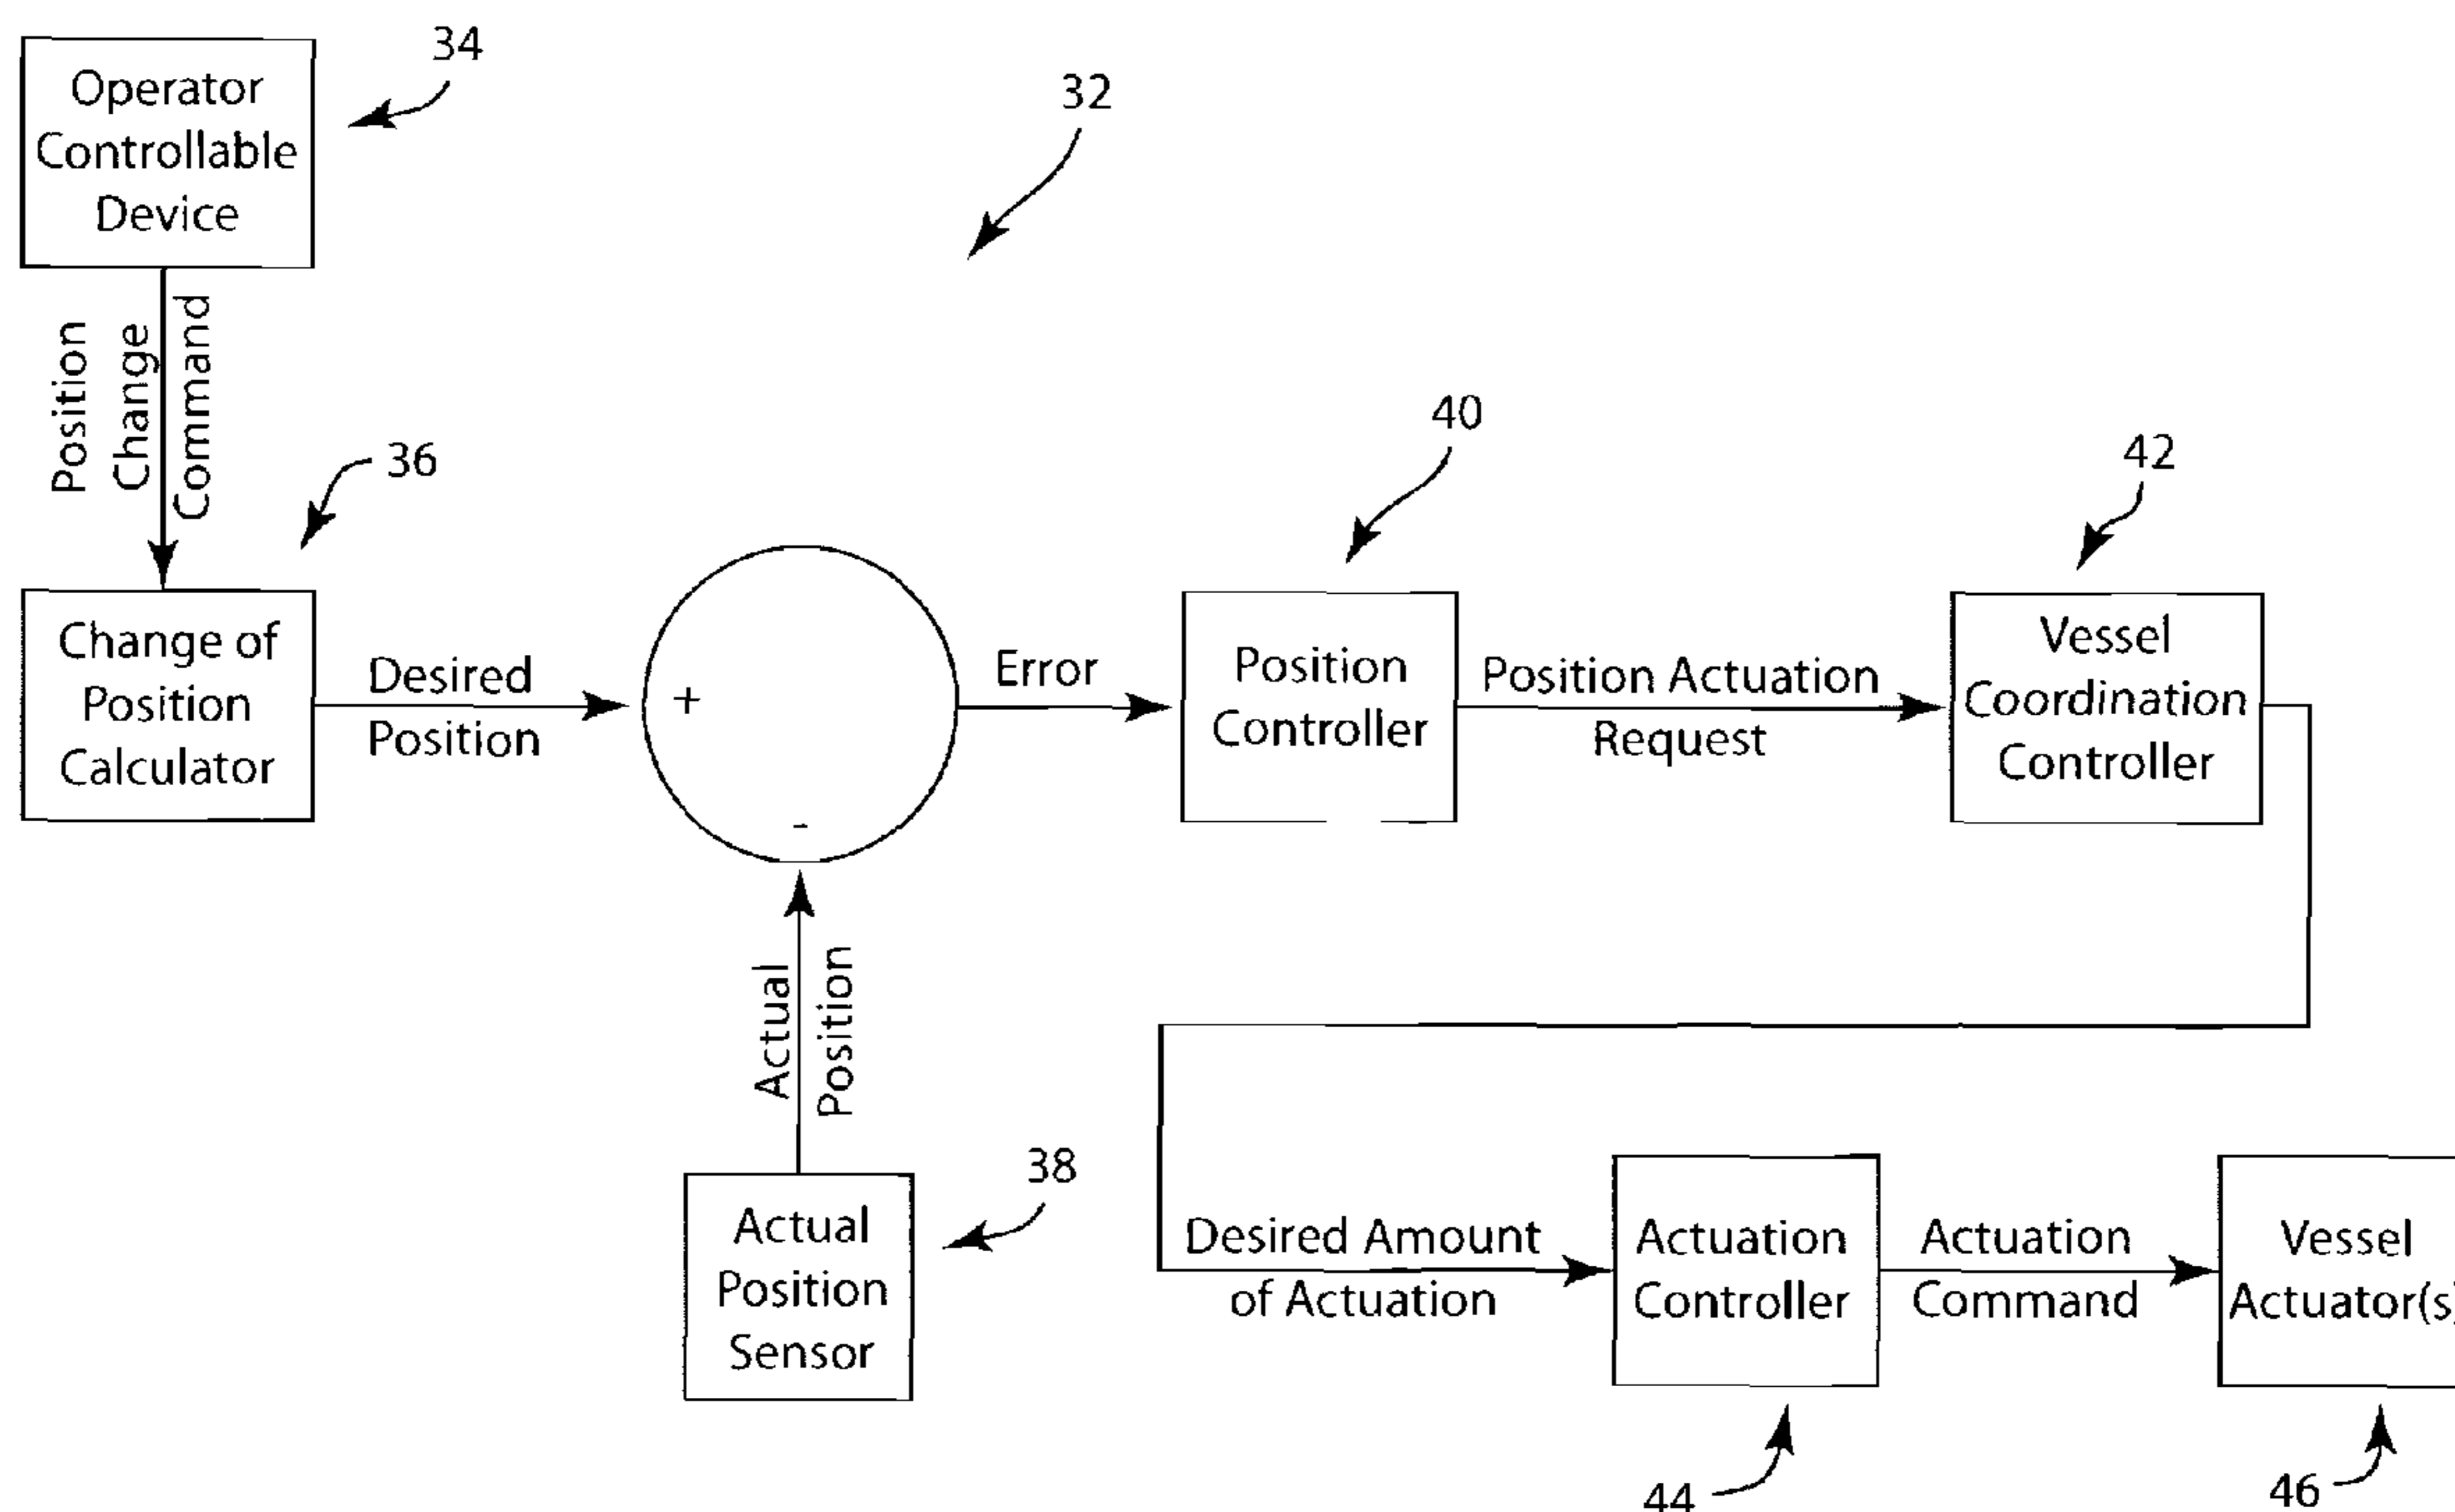 34
Operator
Controllable
Device
32
Position
Change
Command
36
40
42
Change of
Position
Calculator
Desired
Position
+
-
Error
Position
Controller
Position Actuation
Request
Vessel
Coordination
Controller
Actual
Position
38
Actual
Position
Sensor
Desired Amount
of Actuation
Actuation
Controller
Actuation
Command
Vessel
Actuator(s)
44
46